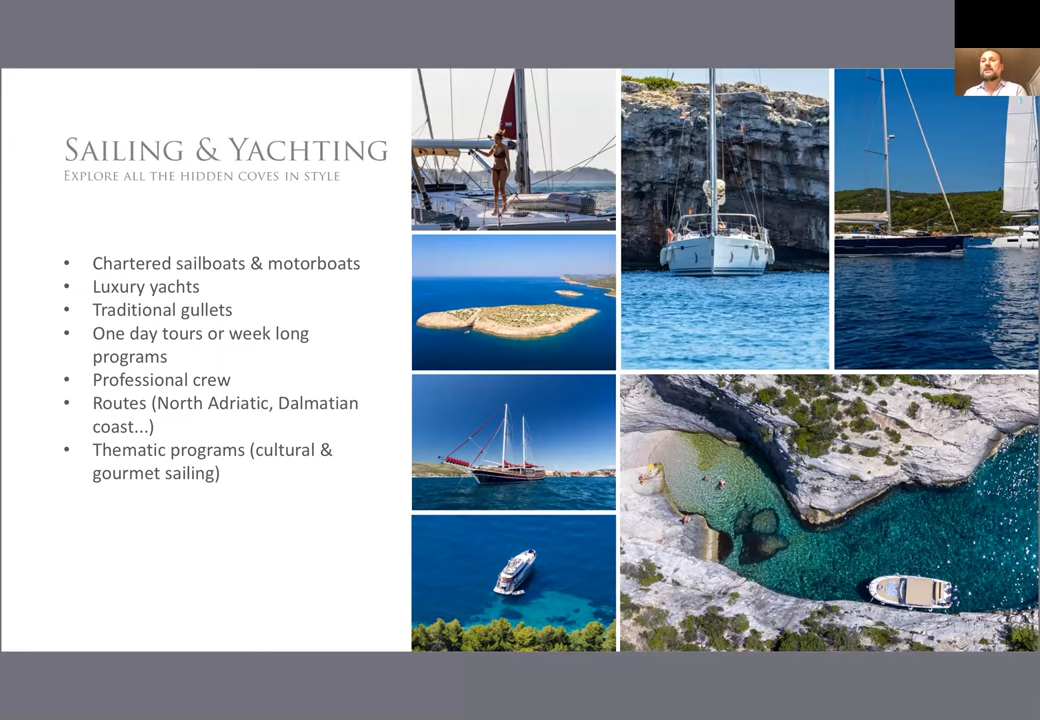 SAILING & YACHTING
EXPLORE ALL THE HIDDEN COVES IN STYLE
• Chartered sailboats & motorboats
• Luxury yachts
• Traditional gullets
• One day tours or week long
programs
• Professional crew
• Routes (North Adriatic, Dalmatian
coast...)
• Thematic programs (cultural &
gourmet sailing)